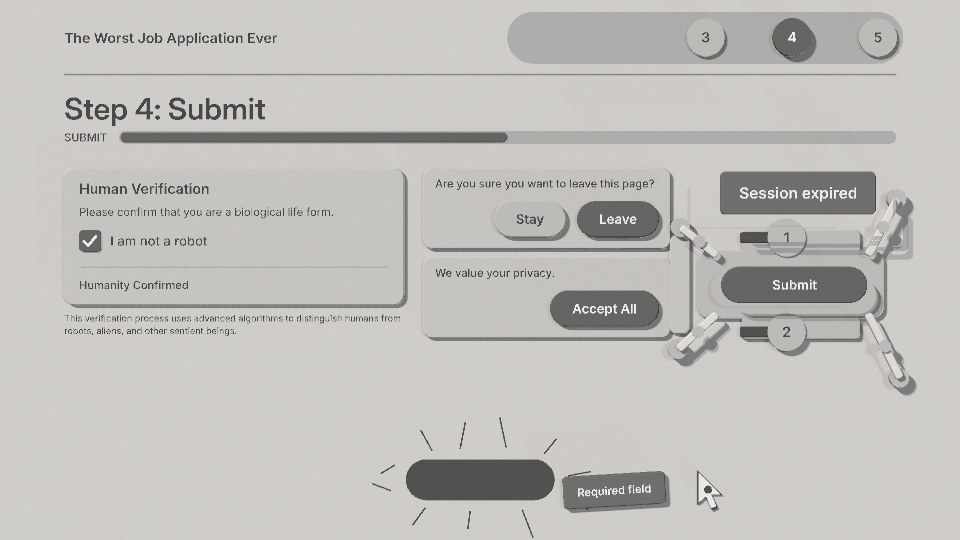 The Worst Job Application Ever
3
4
5
Step 4: Submit
SUBMIT
Human Verification
Please confirm that you are a biological life form.
I am not a robot
Humanity Confirmed
This verification process uses advanced algorithms to distinguish humans from
robots, aliens, and other sentient beings.
Are you sure you want to leave this page?
Stay
Leave
We value your privacy.
Accept All
Session expired
1
Submit
2
Required field